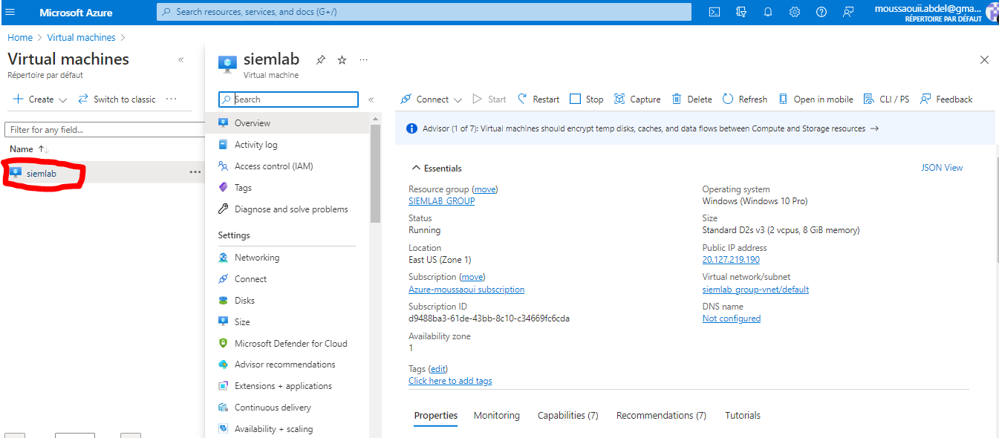 Microsoft Azure
Search resources, services, and docs (G+/)
moussaouii.abdel@gma...
RÉPERTOIRE PAR DÉFAUT
Home > Virtual machines >
Virtual machines
Répertoire par défaut
Create
Switch to classic
Filter for any field...
Name
siemlab
siemlab
Virtual machine
Search
Overview
Activity log
Access control (IAM)
Tags
Diagnose and solve problems
Settings
Networking
Connect
Disks
Size
Microsoft Defender for Cloud
Advisor recommendations
Extensions + applications
Continuous delivery
Availability + scaling
Connect Start Restart Stop Capture Delete Refresh Open in mobile CLI / PS Feedback
Advisor (1 of 7): Virtual machines should encrypt temp disks, caches, and data flows between Compute and Storage resources →
Essentials
JSON View
Resource group (move)
SIEMLAB_GROUP
Status
Running
Location
East US (Zone 1)
Subscription (move)
Azure-moussaoui subscription
Subscription ID
d9488ba3-61de-43bb-8c10-c34669fc6cda
Availability zone
1
Tags (edit)
Click here to add tags
Operating system
Windows (Windows 10 Pro)
Size
Standard D2s v3 (2 vcpus, 8 GiB memory)
Public IP address
20.127.219.190
Virtual network/subnet
siemlab_group-vnet/default
DNS name
Not configured
Properties Monitoring Capabilities (7) Recommendations (7) Tutorials